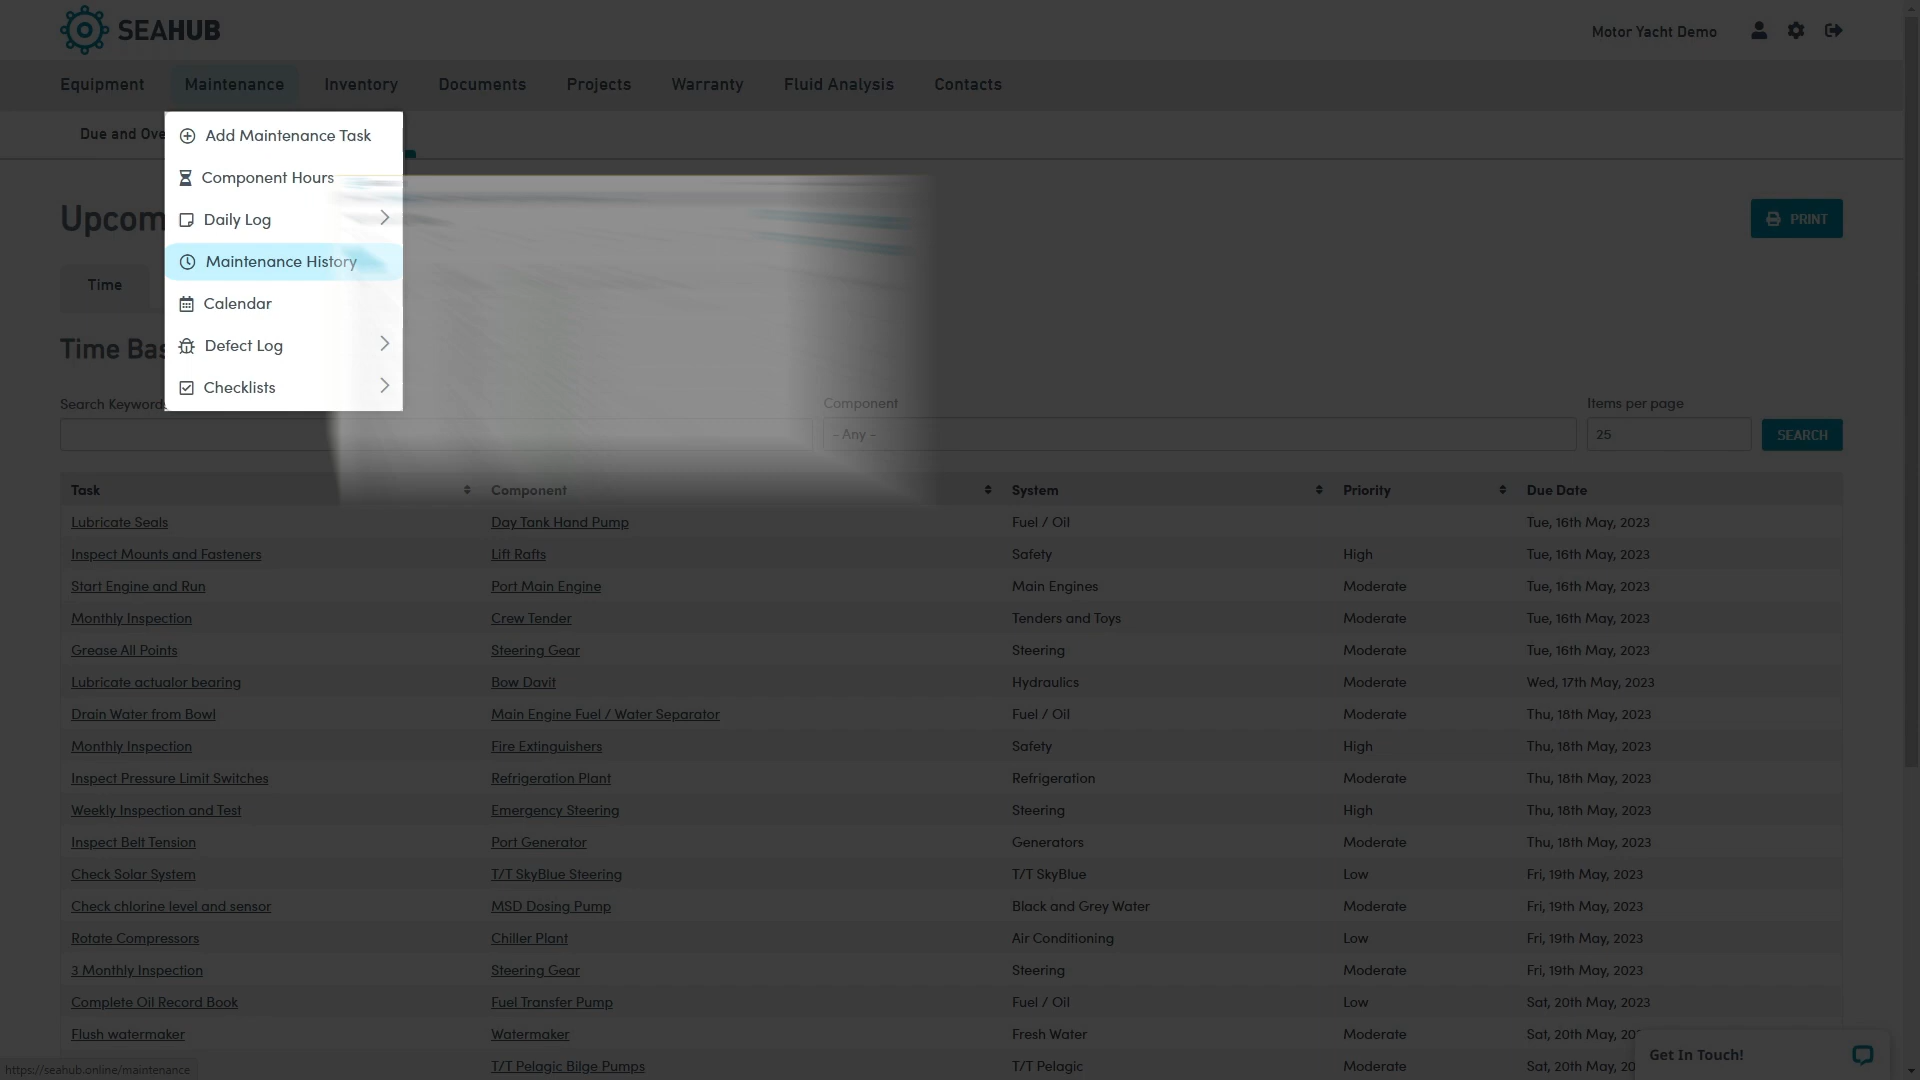 SEAHUB
Motor Yacht Demo
Equipment Maintenance Inventory Documents Projects Warranty Fluid Analysis Contacts
Due and Ove
Add Maintenance Task
Component Hours
Daily Log
Maintenance History
Calendar
Defect Log
Checklists
Upcom
PRINT
Time
Time Bas
Search Keyword
Component
Items per page
- Any -
25
SEARCH
Task Component System Priority Due Date
Lubricate Seals Day Tank Hand Pump Fuel / Oil Tue, 16th May, 2023
Inspect Mounts and Fasteners Lift Rafts Safety High Tue, 16th May, 2023
Start Engine and Run Port Main Engine Main Engines Moderate Tue, 16th May, 2023
Monthly Inspection Crew Tender Tenders and Toys Moderate Tue, 16th May, 2023
Grease All Points Steering Gear Steering Moderate Tue, 16th May, 2023
Lubricate actualor bearing Bow Davit Hydraulics Moderate Wed, 17th May, 2023
Drain Water from Bowl Main Engine Fuel / Water Separator Fuel / Oil Moderate Thu, 18th May, 2023
Monthly Inspection Fire Extinguishers Safety High Thu, 18th May, 2023
Inspect Pressure Limit Switches Refrigeration Plant Refrigeration Moderate Thu, 18th May, 2023
Weekly Inspection and Test Emergency Steering Steering High Thu, 18th May, 2023
Inspect Belt Tension Port Generator Generators Moderate Thu, 18th May, 2023
Check Solar System T/T SkyBlue Steering T/T SkyBlue Low Fri, 19th May, 2023
Check chlorine level and sensor MSD Dosing Pump Black and Grey Water Moderate Fri, 19th May, 2023
Rotate Compressors Chiller Plant Air Conditioning Low Fri, 19th May, 2023
3 Monthly Inspection Steering Gear Steering Moderate Fri, 19th May, 2023
Complete Oil Record Book Fuel Transfer Pump Fuel / Oil Low Sat, 20th May, 2023
Flush watermaker Watermaker Fresh Water Moderate Sat, 20th May, 20
T/T Pelagic Bilge Pumps T/T Pelagic Moderate Sat, 20th May, 20
Get In Touch!
https://seahub.online/maintenance